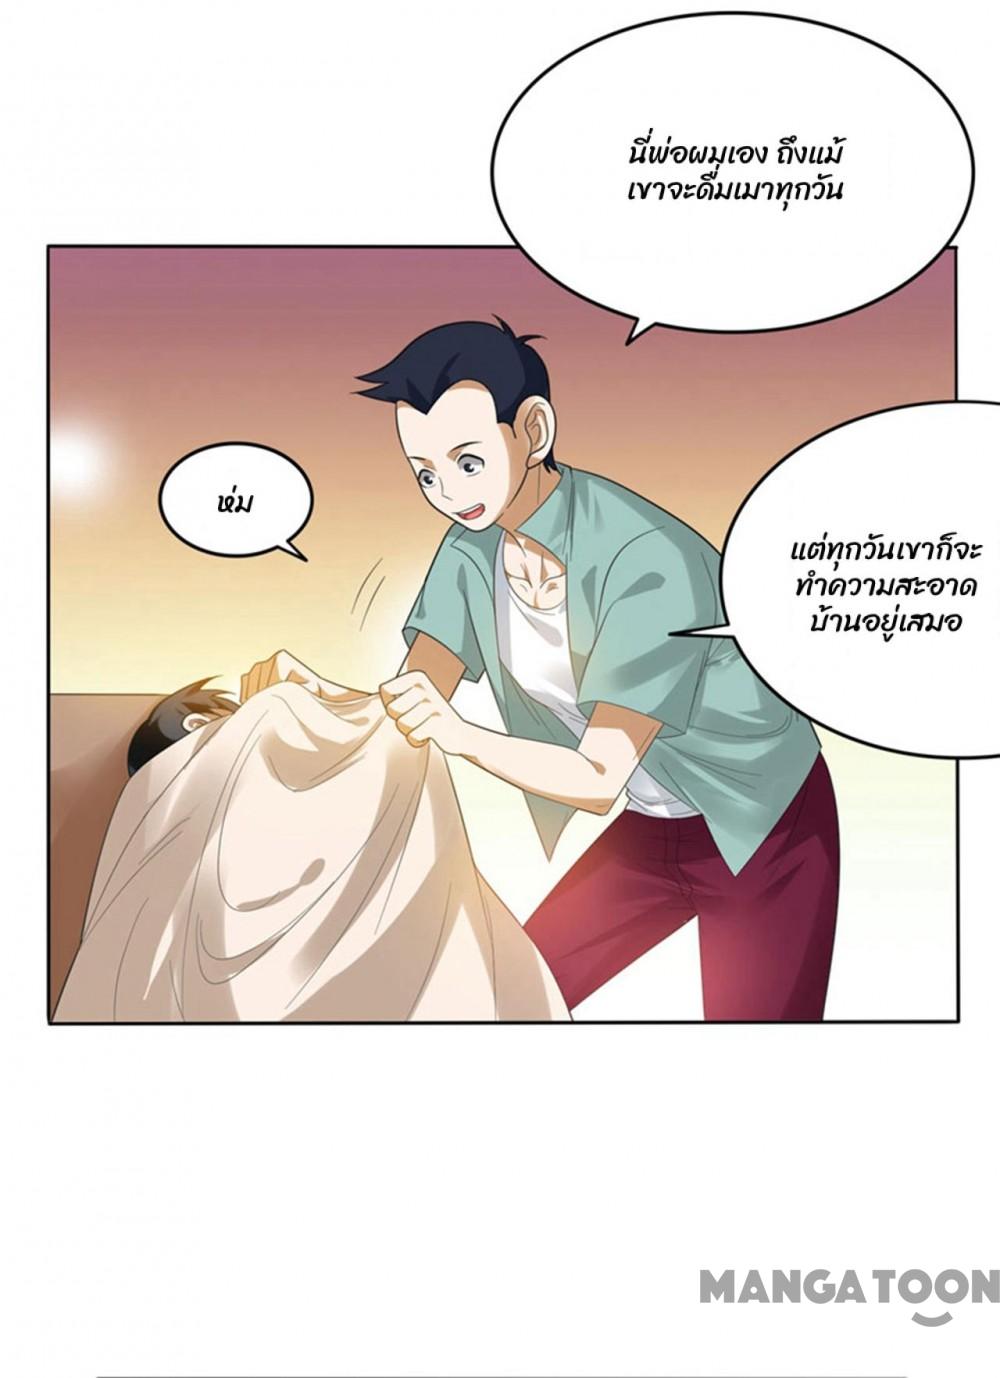 นี่พ่อผมเอง ถึงแม้
เขาจะดื่มเมาทุกวัน
ห่ม
แต่ทุกวันเขาก็จะ
ทำความสะอาด
บ้านอยู่เสมอ
MANGATOON